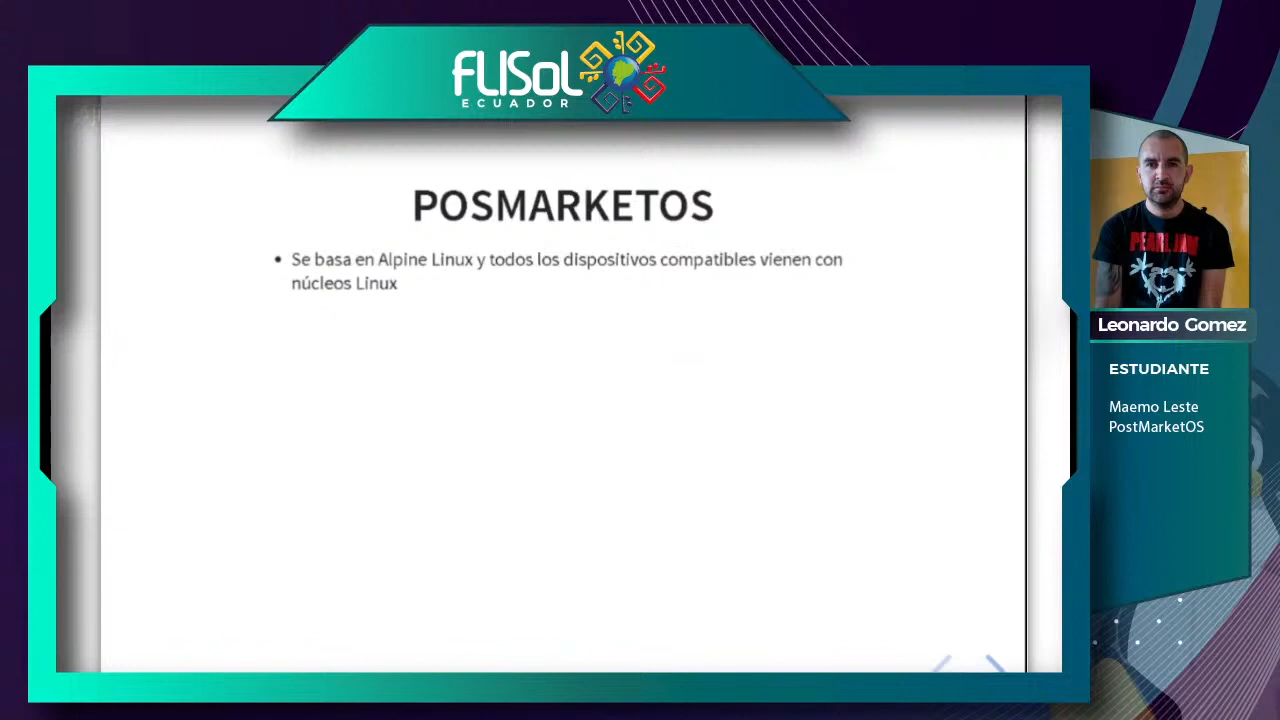 FLISoL
ECUADOR
POSMARKETOS
• Se basa en Alpine Linux y todos los dispositivos compatibles vienen con
núcleos Linux
PEARL JAM
Leonardo Gomez
ESTUDIANTE
Maemo Leste
PostMarketOS